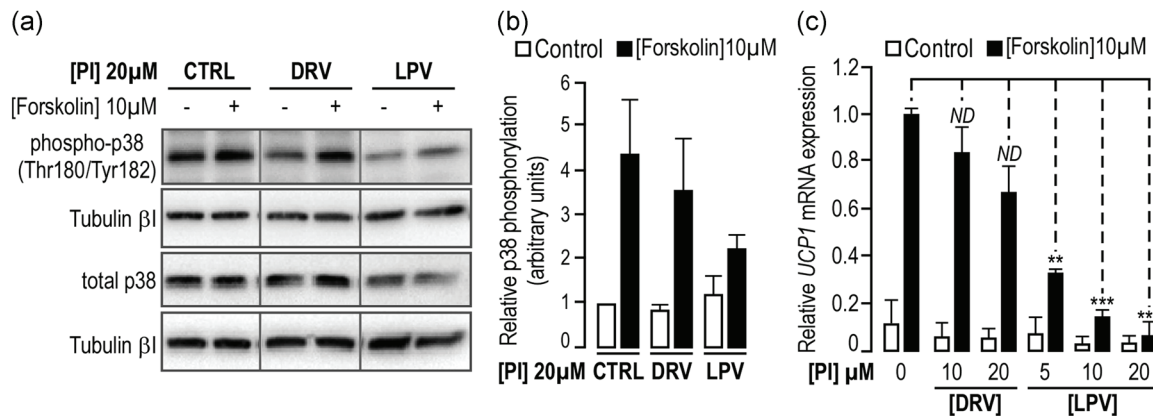 (a)
[PI] 20μM CTRL DRV LPV
[Forskolin] 10μM - + - + - +
phospho-p38
(Thr180/Tyr182)
Tubulin βI
total p38
Tubulin βI
(b)
Control [Forskolin]10μM
Relative p38 phosphorylation
(arbitrary units)
6
5
4
2
1
0
[PI] 20μM CTRL DRV LPV
(c)
Control [Forskolin]10μM
Relative UCP1 mRNA expression
1.2
1.0
0.8
0.6
0.4
0.2
0
ND
ND
**
***
**
[PI] μM 0 10 20 5 10 20
[DRV] [LPV]